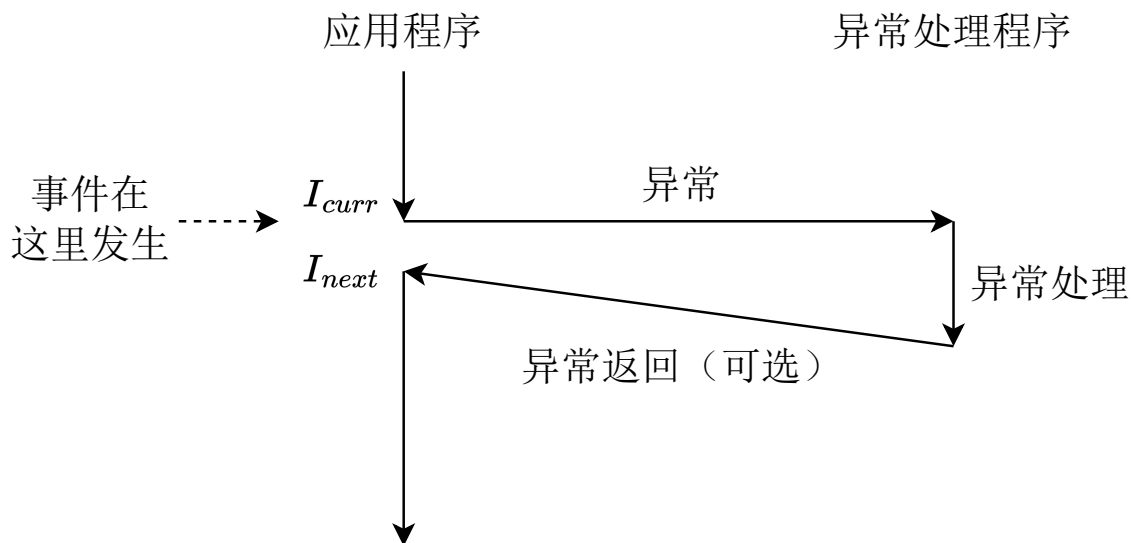 应用程序
异常处理程序
事件在
这里发生
I_curr
异常
I_next
异常处理
异常返回（可选）